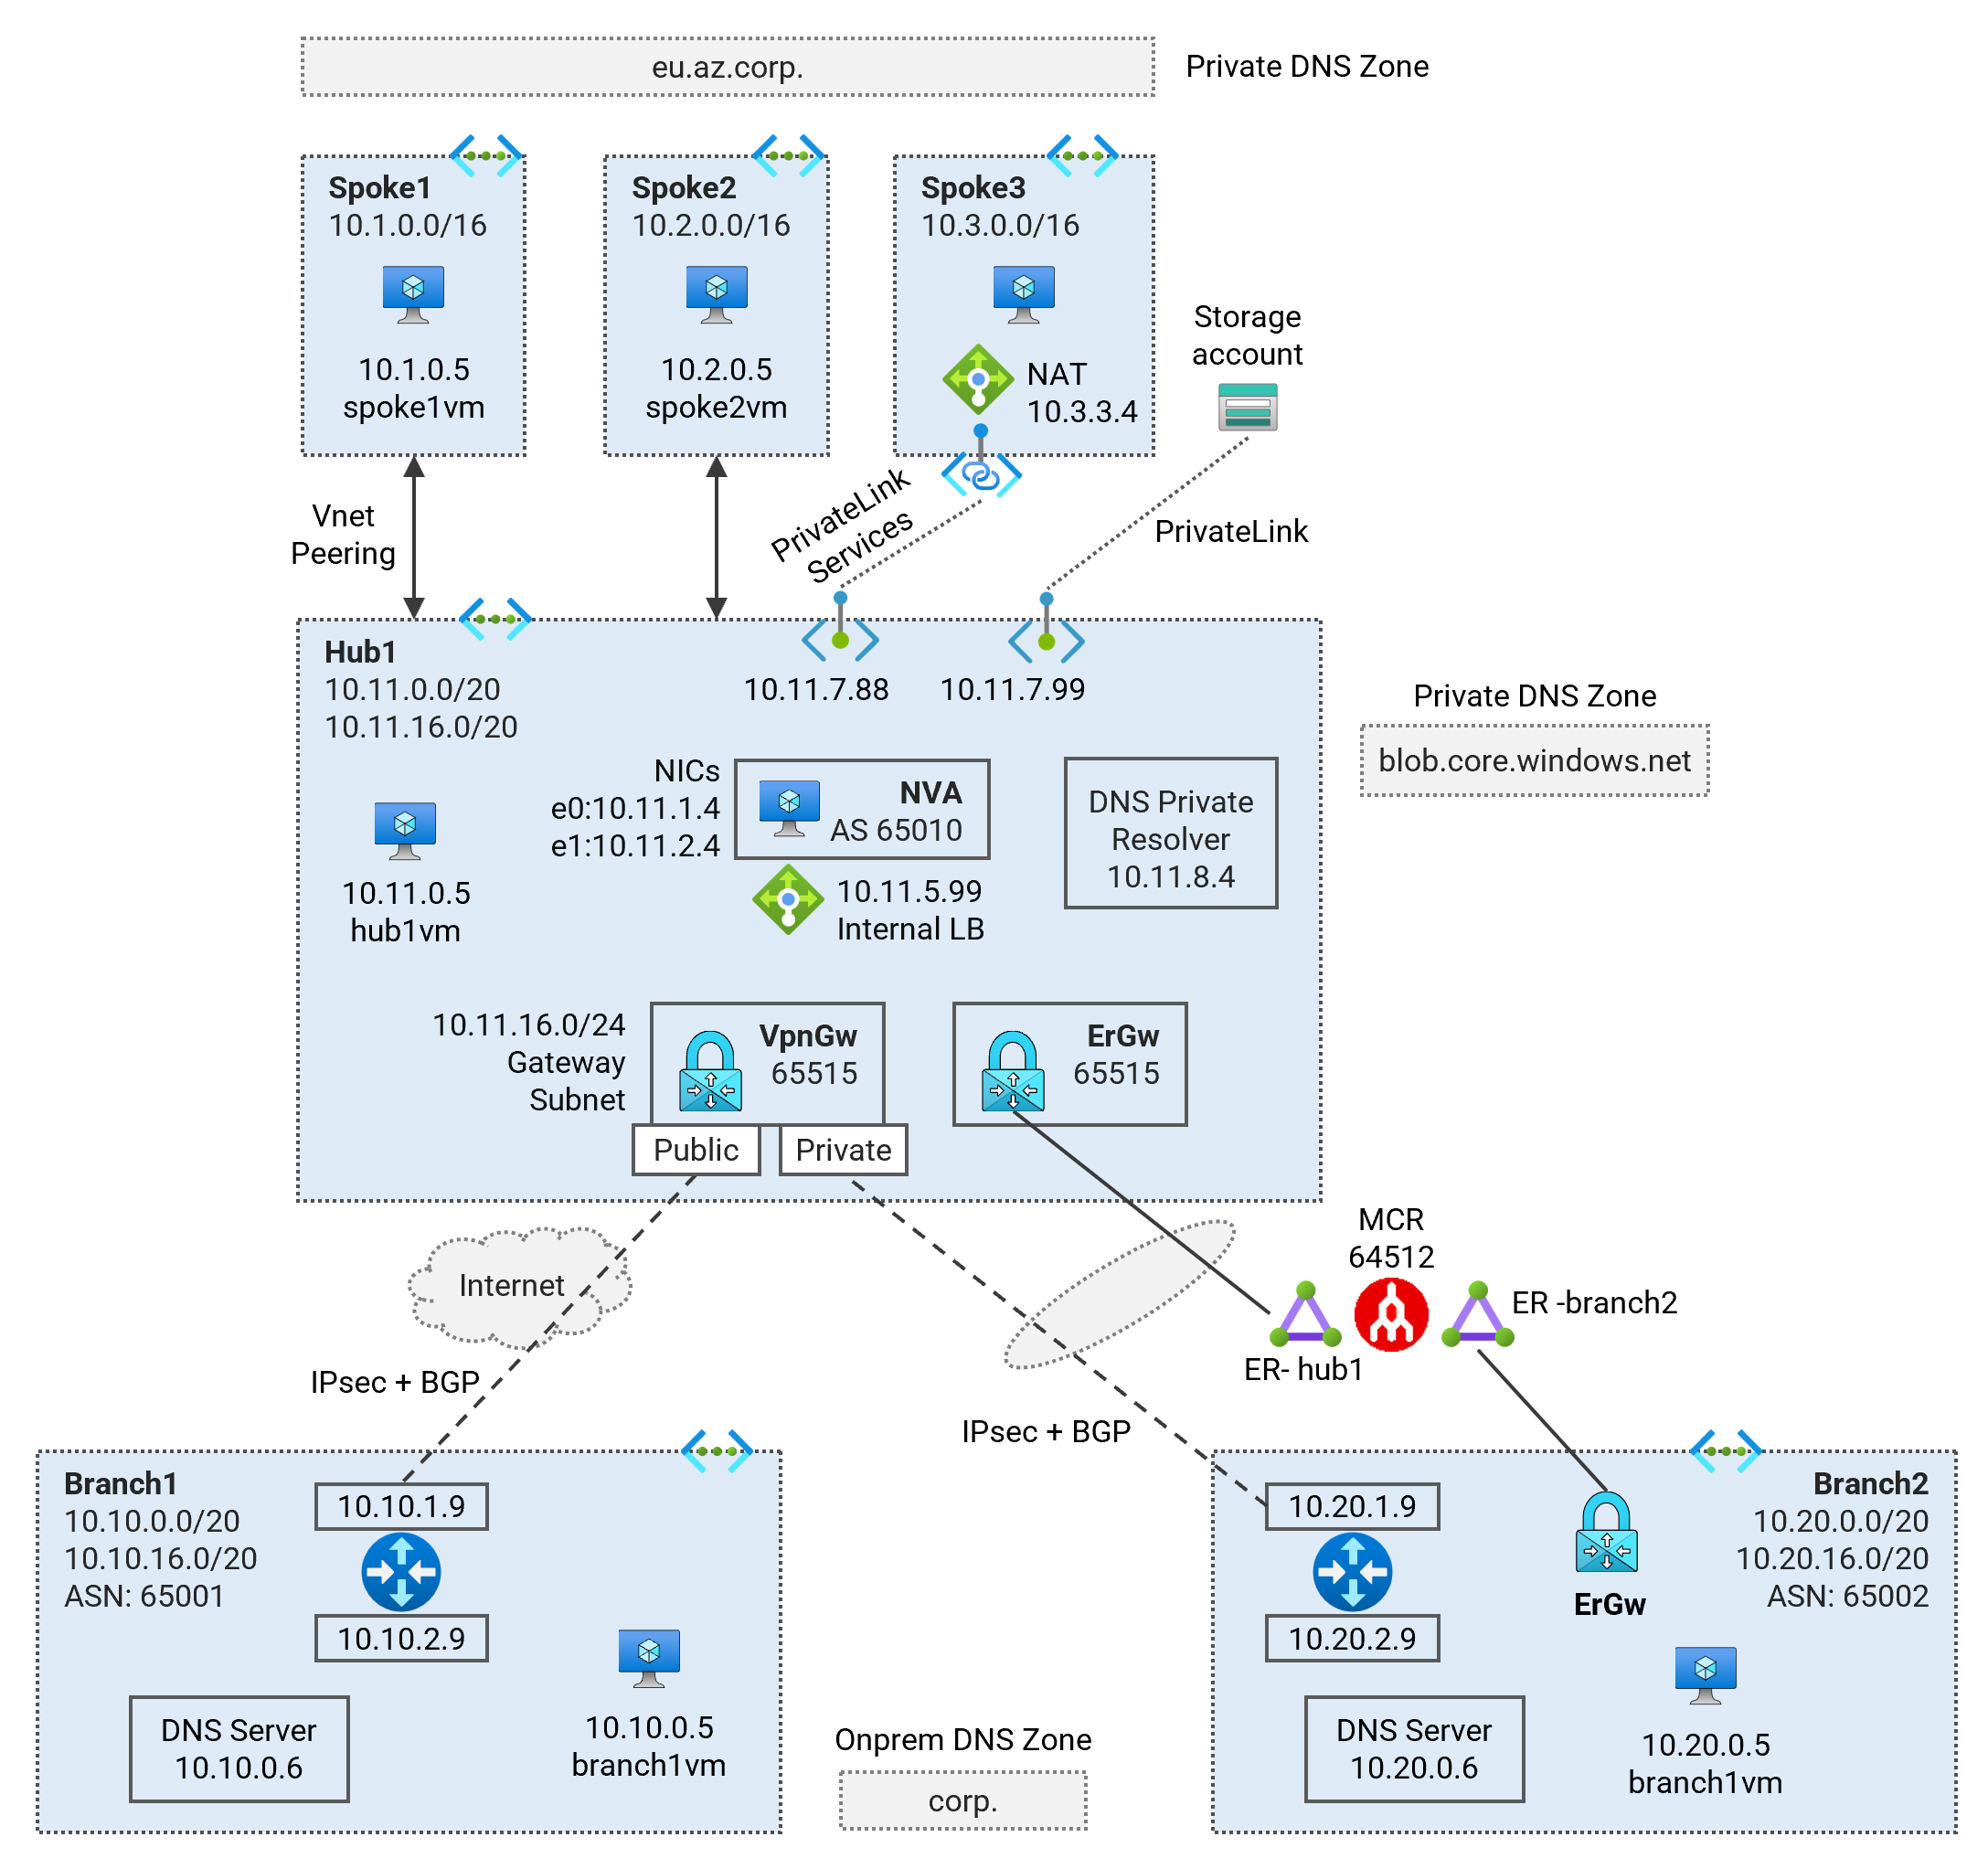 eu.az.corp.
Private DNS Zone
Spoke1
10.1.0.0/16
10.1.0.5
spoke1vm
Spoke2
10.2.0.0/16
10.2.0.5
spoke2vm
Spoke3
10.3.0.0/16
NAT
10.3.3.4
Storage
account
Vnet
Peering
PrivateLink
Services
PrivateLink
Hub1
10.11.0.0/20
10.11.16.0/20
10.11.7.88
10.11.7.99
Private DNS Zone
blob.core.windows.net
NICs
e0:10.11.1.4
e1:10.11.2.4
NVA
AS 65010
DNS Private
Resolver
10.11.8.4
10.11.0.5
hub1vm
10.11.5.99
Internal LB
10.11.16.0/24
Gateway
Subnet
VpnGw
65515
ErGw
65515
Public
Private
Internet
MCR
64512
ER -branch2
ER- hub1
IPsec + BGP
IPsec + BGP
Branch1
10.10.0.0/20
10.10.16.0/20
ASN: 65001
10.10.1.9
10.10.2.9
DNS Server
10.10.0.6
10.10.0.5
branch1vm
Onprem DNS Zone
corp.
10.20.1.9
10.20.2.9
ErGw
Branch2
10.20.0.0/20
10.20.16.0/20
ASN: 65002
DNS Server
10.20.0.6
10.20.0.5
branch1vm